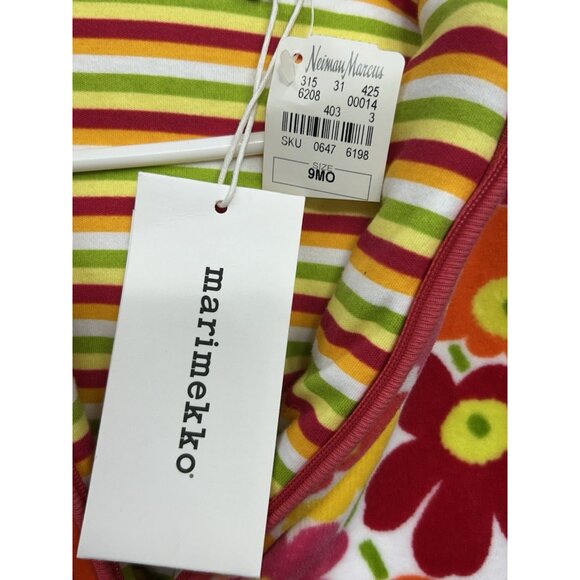 Neiman Marcus
315 31 425
6208 00014
403 3
SKU 0647 6198
SIZE
9MO
marimekko®